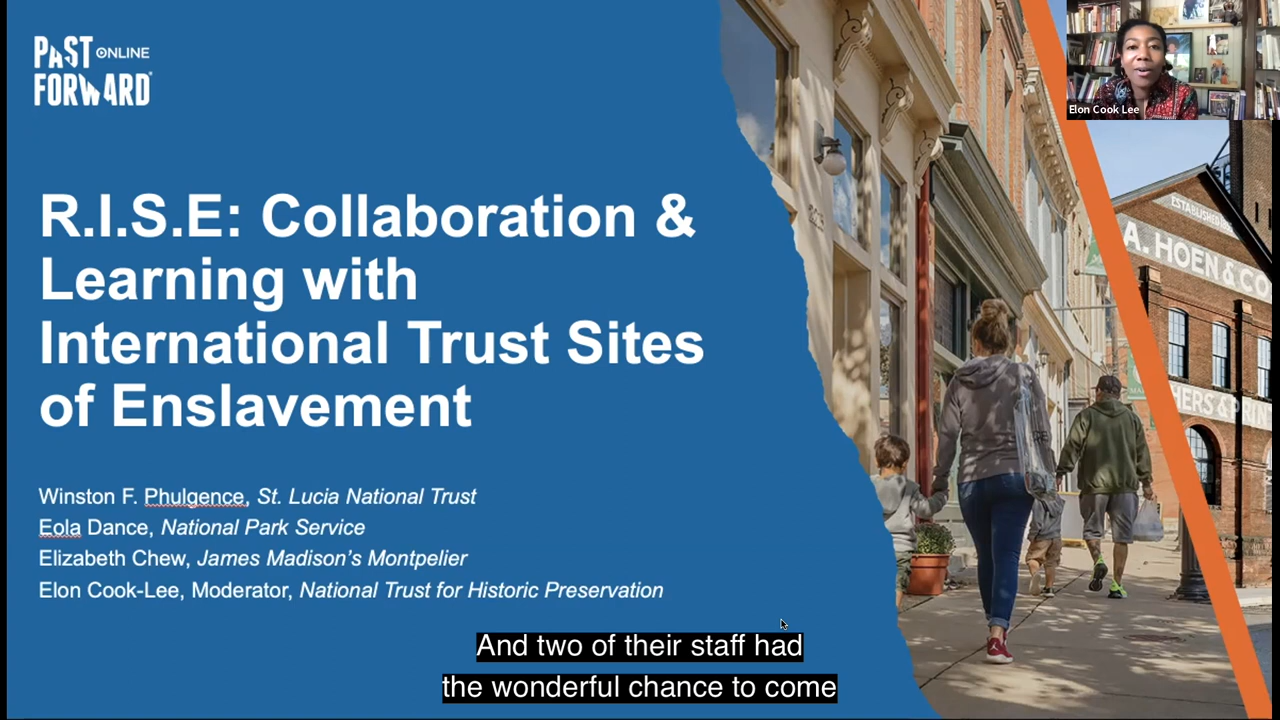 PAST ONLINE
FORWARD
Elon Cook Lee
R.I.S.E: Collaboration &
Learning with
International Trust Sites
of Enslavement
Winston F. Phulgence, St. Lucia National Trust
Eola Dance, National Park Service
Elizabeth Chew, James Madison’s Montpelier
Elon Cook-Lee, Moderator, National Trust for Historic Preservation
ESTABLISHED
A. HOEN & CO
HERS & PRIN
And two of their staff had
the wonderful chance to come